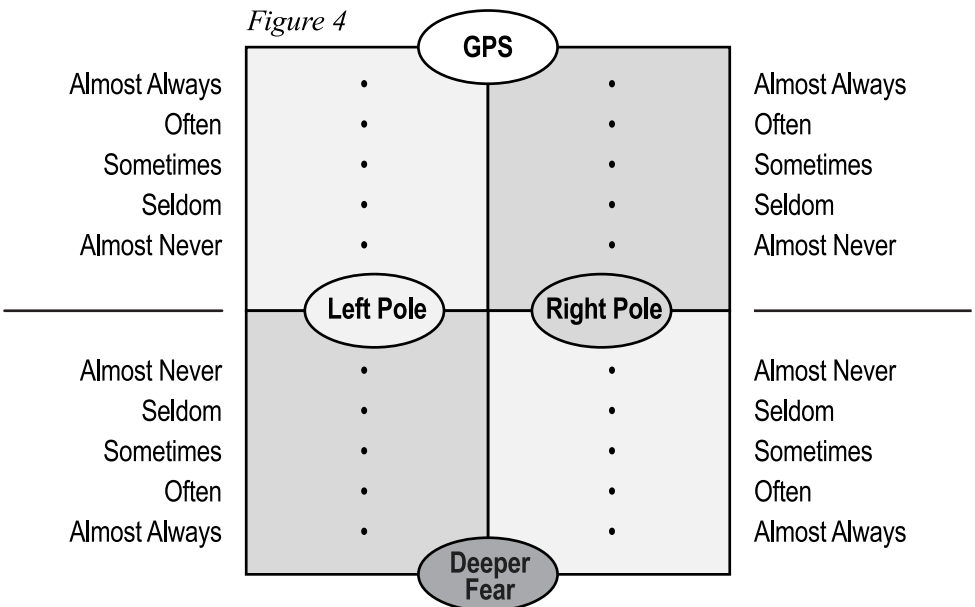 Figure 4
GPS
Almost Always
Often
Sometimes
Seldom
Almost Never
Almost Always
Often
Sometimes
Seldom
Almost Never
Left Pole
Right Pole
Almost Never
Seldom
Sometimes
Often
Almost Always
Almost Never
Seldom
Sometimes
Often
Almost Always
Deeper
Fear